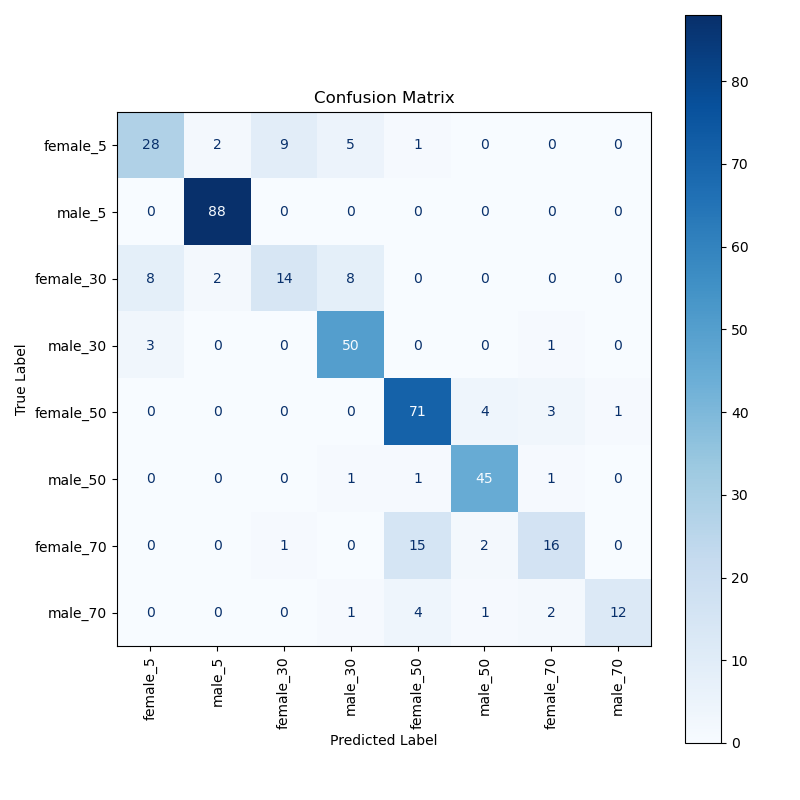 Confusion Matrix
True Label
female_5 28 2 9 5 1 0 0 0
male_5 0 88 0 0 0 0 0 0
female_30 8 2 14 8 0 0 0 0
male_30 3 0 0 50 0 0 1 0
female_50 0 0 0 0 71 4 3 1
male_50 0 0 0 1 1 45 1 0
female_70 0 0 1 0 15 2 16 0
male_70 0 0 0 1 4 1 2 12
female_5 male_5 female_30 male_30 female_50 male_50 female_70 male_70
Predicted Label
80
70
60
50
40
30
20
10
0